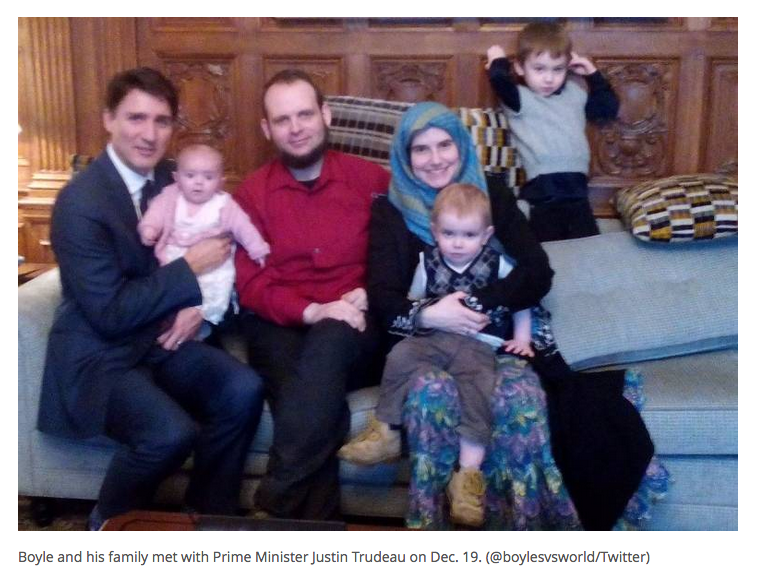 Boyle and his family met with Prime Minister Justin Trudeau on Dec. 19. (@boylesvsworld/Twitter)